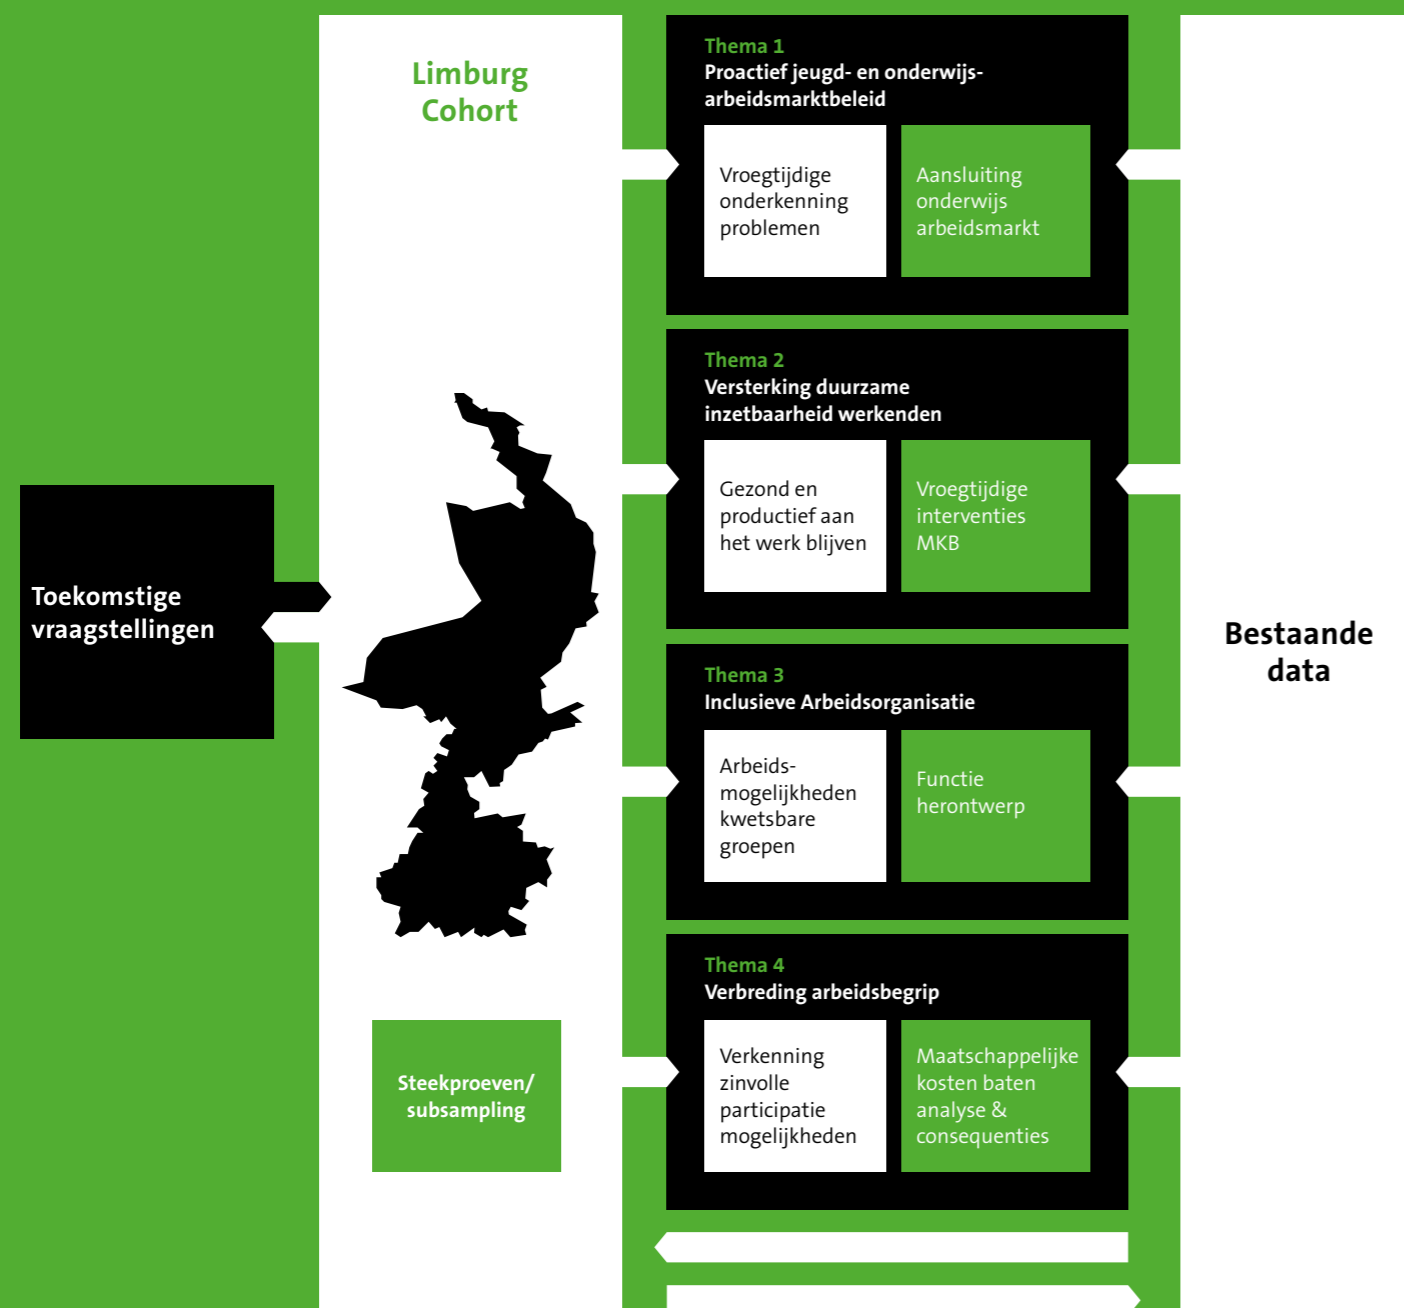 Toekomstige
vraagstellingen
Limburg
Cohort
Steekproeven/
subsampling
Thema 1
Proactief jeugd- en onderwijs-
arbeidsmarktbeleid
Vroegtijdige
onderkenning
problemen
Aansluiting
onderwijs
arbeidsmarkt
Thema 2
Versterking duurzame
inzetbaarheid werkenden
Gezond en
productief aan
het werk blijven
Vroegtijdige
interventies
MKB
Thema 3
Inclusieve Arbeidsorganisatie
Arbeids-
mogelijkheden
kwetsbare
groepen
Functie
herontwerp
Thema 4
Verbreding arbeidsbegrip
Verkenning
zinvolle
participatie
mogelijkheden
Maatschappelijke
kosten baten
analyse &
consequenties
Bestaande
data